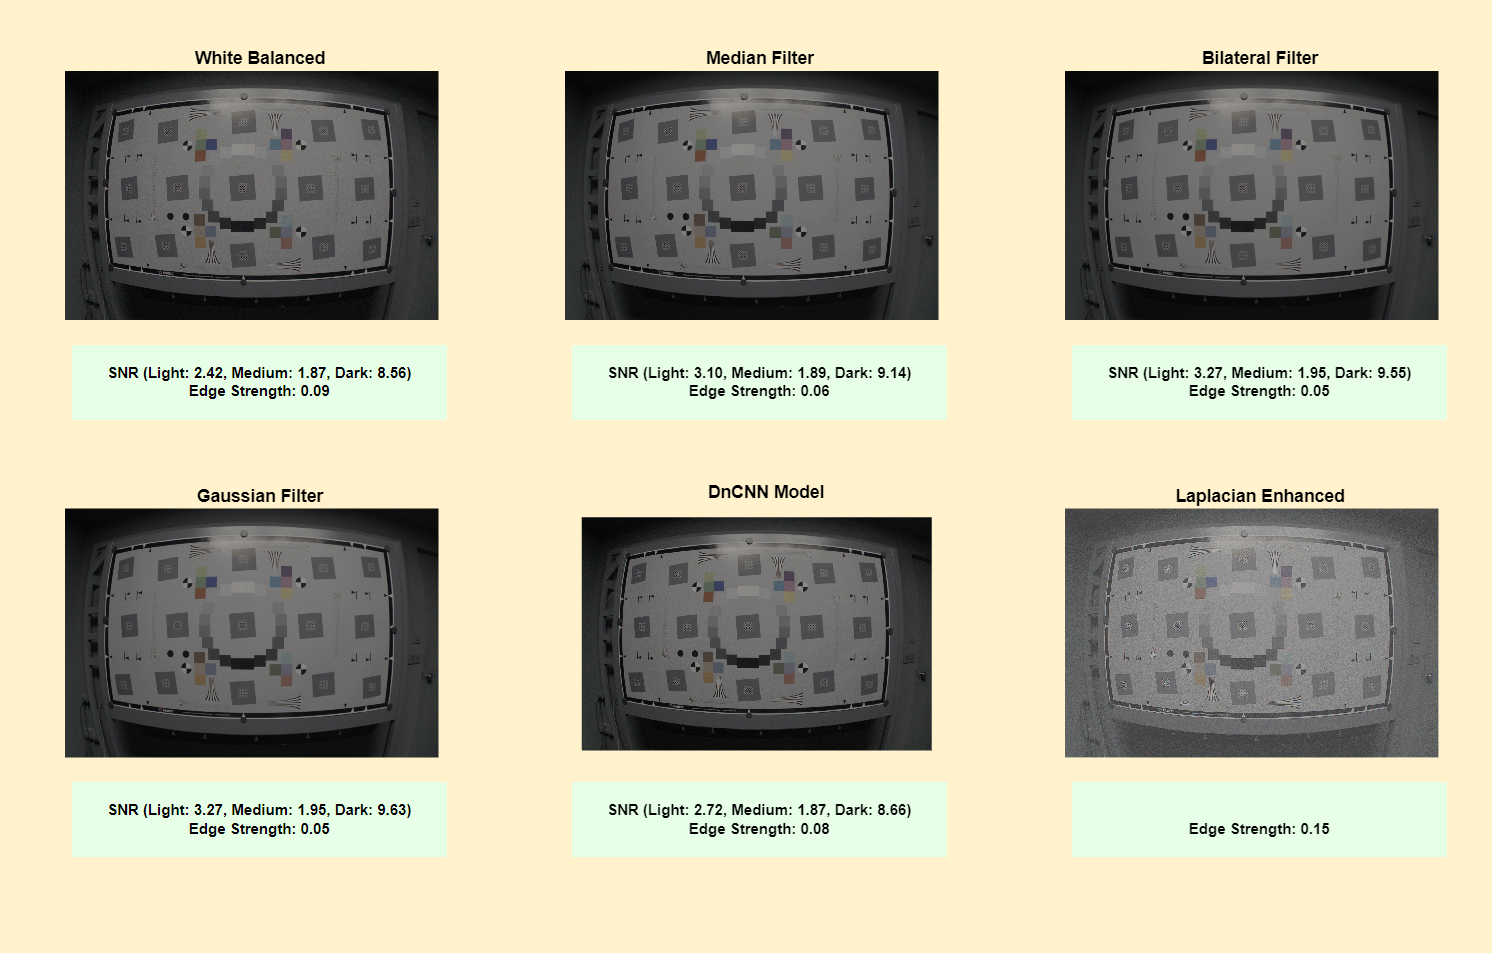 White Balanced
Median Filter
Bilateral Filter
SNR (Light: 2.42, Medium: 1.87, Dark: 8.56)
Edge Strength: 0.09
SNR (Light: 3.10, Medium: 1.89, Dark: 9.14)
Edge Strength: 0.06
SNR (Light: 3.27, Medium: 1.95, Dark: 9.55)
Edge Strength: 0.05
Gaussian Filter
DnCNN Model
Laplacian Enhanced
SNR (Light: 3.27, Medium: 1.95, Dark: 9.63)
Edge Strength: 0.05
SNR (Light: 2.72, Medium: 1.87, Dark: 8.66)
Edge Strength: 0.08
Edge Strength: 0.15